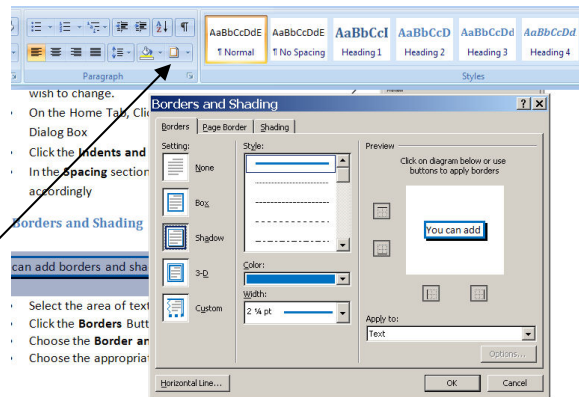 AaBbCcDdE AaBbCcDdE AaBbCcI AaBbCcD AaBbCcDd AaBbCcDd
¶ Normal ¶ No Spacing Heading 1 Heading 2 Heading 3 Heading 4
Paragraph Styles
wish to change.
On the Home Tab, Clic
Dialog Box
Click the Indents and
In the Spacing section
accordingly
Borders and Shading
can add borders and sha
Select the area of text
Click the Borders Butt
Choose the Border an
Choose the appropriat
Borders and Shading
Borders Page Border Shading
Setting:
None
Box
Shadow
3-D
Custom
Style:
Color:
Width:
2 ¼ pt
Preview
Click on diagram below or use
buttons to apply borders
You can add
Apply to:
Text
Options...
Horizontal Line... OK Cancel